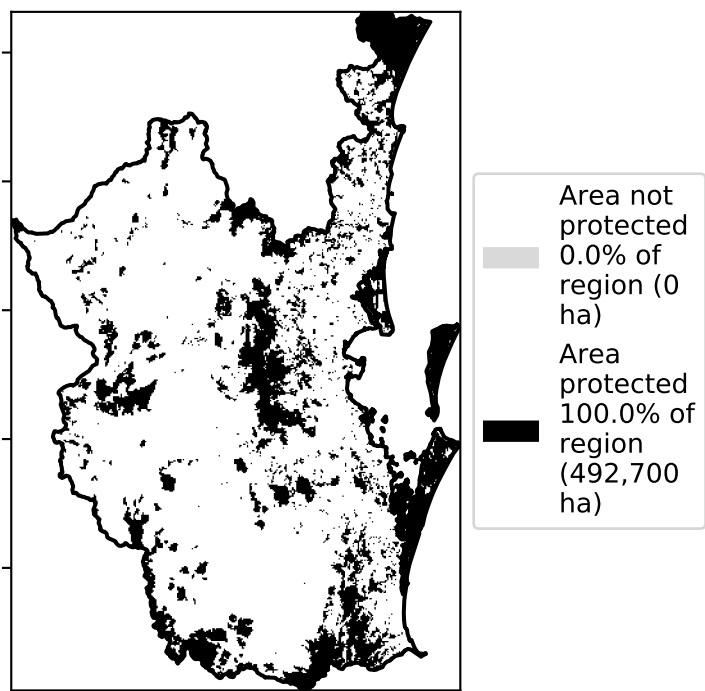 Area not
protected
0.0% of
region (0
ha)
Area
protected
100.0% of
region
(492,700
ha)